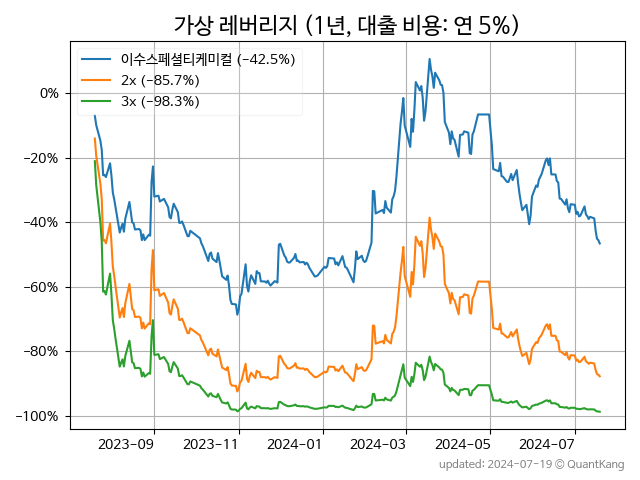 가상 레버리지 (1년, 대출 비용: 연 5%)
이수스페셜티케미컬 (−42.5%)
2x (−85.7%)
3x (−98.3%)
0%
−20%
−40%
−60%
−80%
−100%
2023-09 2023-11 2024-01 2024-03 2024-05 2024-07
updated: 2024-07-19 © QuantKang